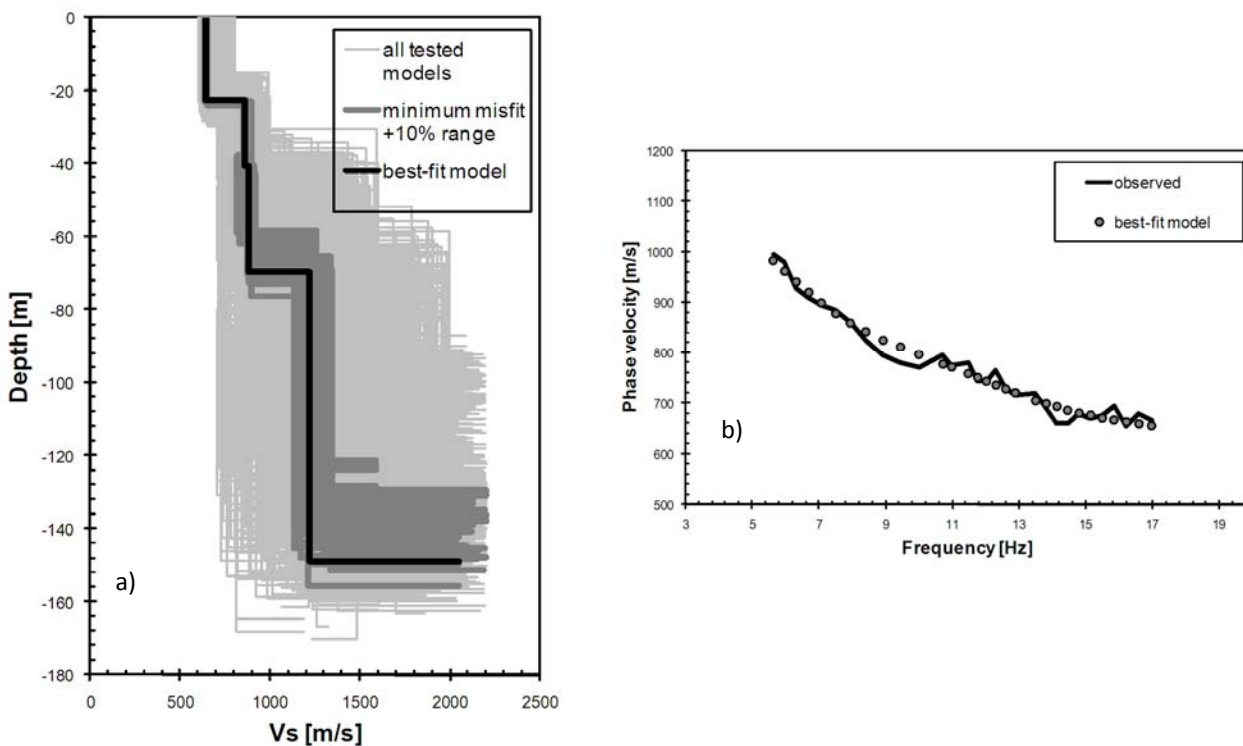 0
-20
-40
-60
-80
-100
-120
-140
-160
-180
Depth [m]
all tested
models
minimum misfit
+10% range
best-fit model
a)
0
500
1000
1500
2000
2500
Vs [m/s]
1200
1100
1000
900
800
700
600
500
Phase velocity [m/s]
observed
best-fit model
b)
3
5
7
9
11
13
15
17
19
Frequency [Hz]